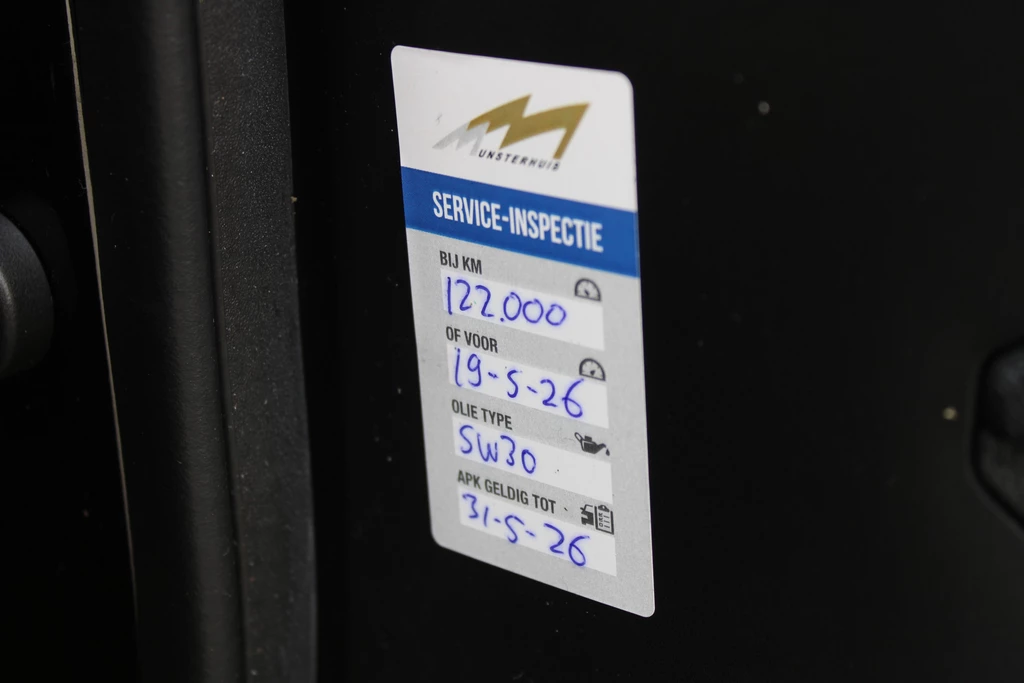 MUNSTERHUIS
SERVICE-INSPECTIE
BIJ KM
122.000
OF VOOR
19-5-26
OLIE TYPE
5W30
APK GELDIG TOT
31-5-26